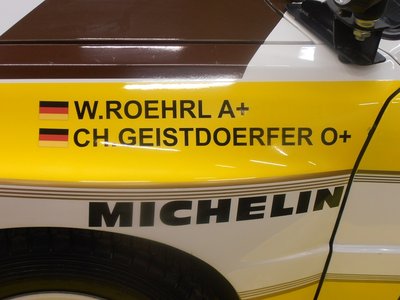 W.ROEHRL A+
CH.GEISTDOERFER O+
MICHELIN